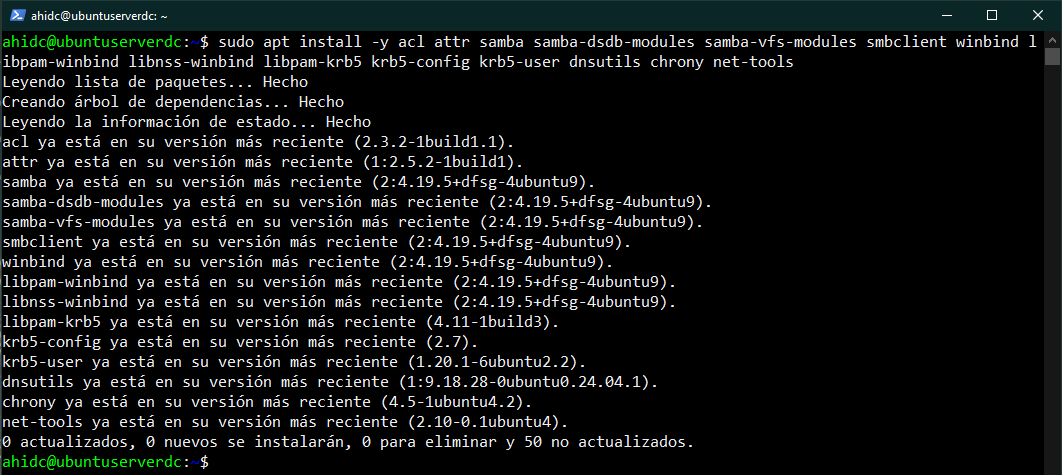 ahidc@ubuntuserverdc: ~
ahidc@ubuntuserverdc:~$ sudo apt install -y acl attr samba samba-dsdb-modules samba-vfs-modules smbclient winbind l
ibpam-winbind libnss-winbind libpam-krb5 krb5-config krb5-user dnsutils chrony net-tools
Leyendo lista de paquetes... Hecho
Creando árbol de dependencias... Hecho
Leyendo la información de estado... Hecho
acl ya está en su versión más reciente (2.3.2-1build1.1).
attr ya está en su versión más reciente (1:2.5.2-1build1).
samba ya está en su versión más reciente (2:4.19.5+dfsg-4ubuntu9).
samba-dsdb-modules ya está en su versión más reciente (2:4.19.5+dfsg-4ubuntu9).
samba-vfs-modules ya está en su versión más reciente (2:4.19.5+dfsg-4ubuntu9).
smbclient ya está en su versión más reciente (2:4.19.5+dfsg-4ubuntu9).
winbind ya está en su versión más reciente (2:4.19.5+dfsg-4ubuntu9).
libpam-winbind ya está en su versión más reciente (2:4.19.5+dfsg-4ubuntu9).
libnss-winbind ya está en su versión más reciente (2:4.19.5+dfsg-4ubuntu9).
libpam-krb5 ya está en su versión más reciente (4.11-1build3).
krb5-config ya está en su versión más reciente (2.7).
krb5-user ya está en su versión más reciente (1.20.1-6ubuntu2.2).
dnsutils ya está en su versión más reciente (1:9.18.28-0ubuntu0.24.04.1).
chrony ya está en su versión más reciente (4.5-1ubuntu4.2).
net-tools ya está en su versión más reciente (2.10-0.1ubuntu4).
0 actualizados, 0 nuevos se instalarán, 0 para eliminar y 50 no actualizados.
ahidc@ubuntuserverdc:~$